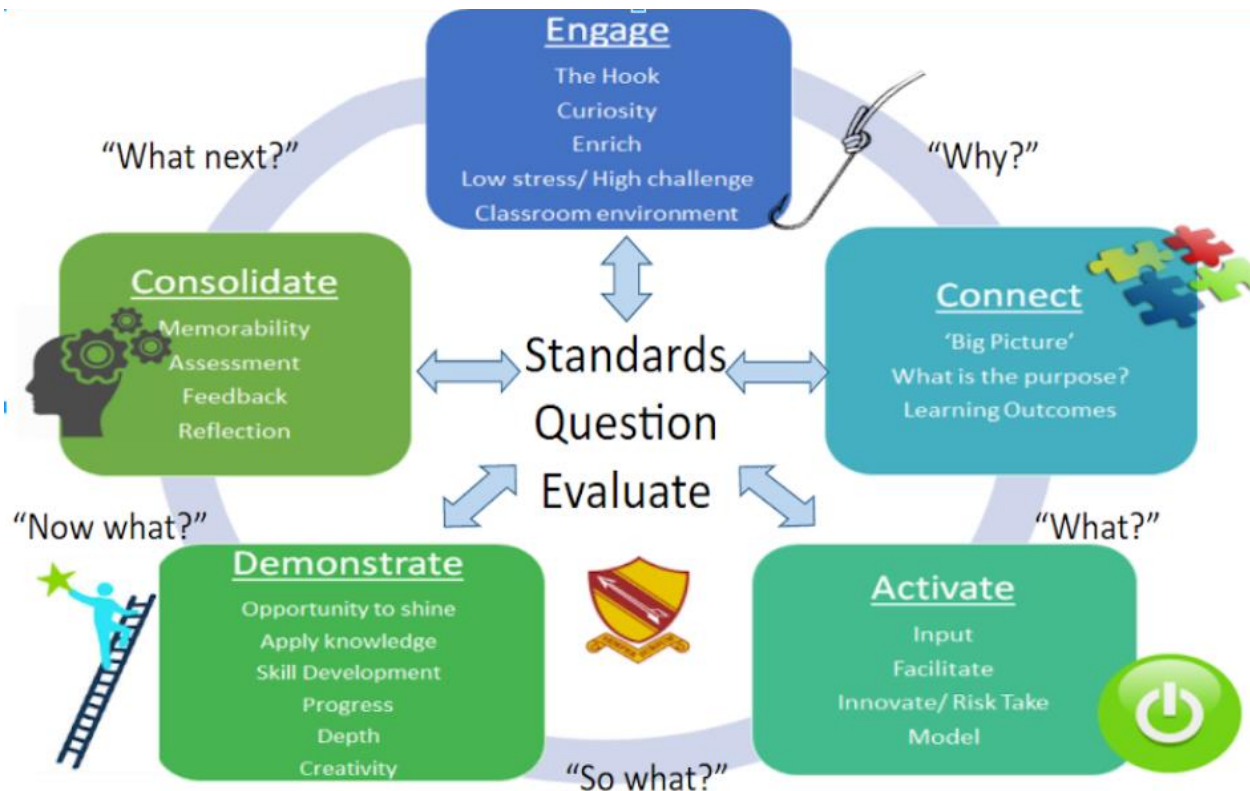 Engage
The Hook
Curiosity
Enrich
Low stress/ High challenge
Classroom environment
“Why?”
Connect
‘Big Picture’
What is the purpose?
Learning Outcomes
“What?”
Activate
Input
Facilitate
Innovate/ Risk Take
Model
“So what?”
Demonstrate
Opportunity to shine
Apply knowledge
Skill Development
Progress
Depth
Creativity
“Now what?”
Consolidate
Memorability
Assessment
Feedback
Reflection
“What next?”
Standards
Question
Evaluate